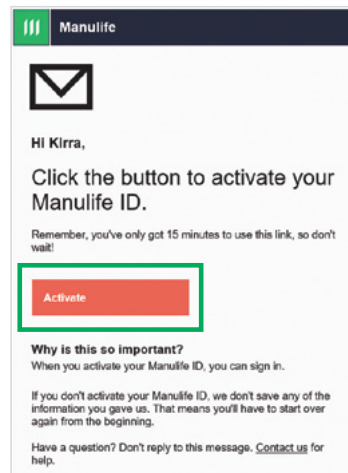 Manulife
Hi Kirra,
Click the button to activate your
Manulife ID.
Remember, you've only got 15 minutes to use this link, so don't
wait!
Activate
Why is this so important?
When you activate your Manulife ID, you can sign in.
If you don't activate your Manulife ID, we don't save any of the
information you gave us. That means you'll have to start over
again from the beginning.
Have a question? Don't reply to this message. Contact us for
help.